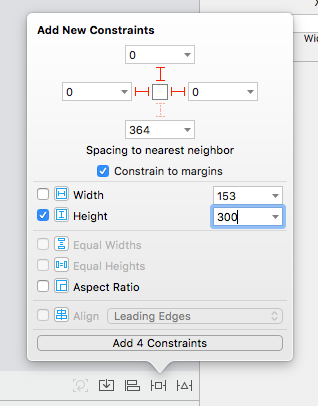 Add New Constraints
0
0
0
364
Spacing to nearest neighbor
Constrain to margins
Width 153
Height 300
Equal Widths
Equal Heights
Aspect Ratio
Align Leading Edges
Add 4 Constraints
X
Wid